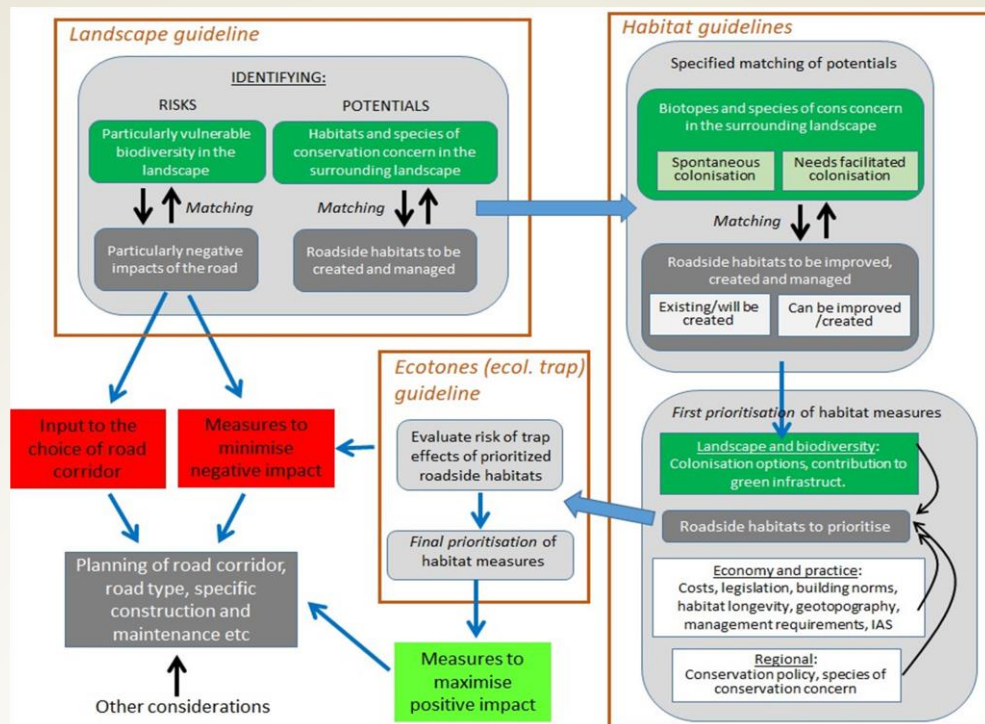 Landscape guideline
IDENTIFYING:
RISKS
POTENTIALS
Particularly vulnerable
biodiversity in the
landscape
Habitats and species of
conservation concern in the
surrounding landscape
Matching
Matching
Particularly negative
impacts of the road
Roadside habitats to be
created and managed
Habitat guidelines
Specified matching of potentials
Biotopes and species of cons concern
in the surrounding landscape
Spontaneous
colonisation
Needs facilitated
colonisation
Matching
Roadside habitats to be improved,
created and managed
Existing/will be
created
Can be improved
/created
First prioritisation of habitat measures
Landscape and biodiversity:
Colonisation options, contribution to
green infrastruct.
Roadside habitats to prioritise
Economy and practice:
Costs, legislation, building norms,
habitat longevity, geotopography,
management requirements, IAS
Regional:
Conservation policy, species of
conservation concern
Ecotones (ecol. trap)
guideline
Evaluate risk of trap
effects of prioritized
roadside habitats
Final prioritisation of
habitat measures
Input to the
choice of road
corridor
Measures to
minimise
negative impact
Planning of road corridor,
road type, specific
construction and
maintenance etc
Measures to
maximise
positive impact
Other considerations